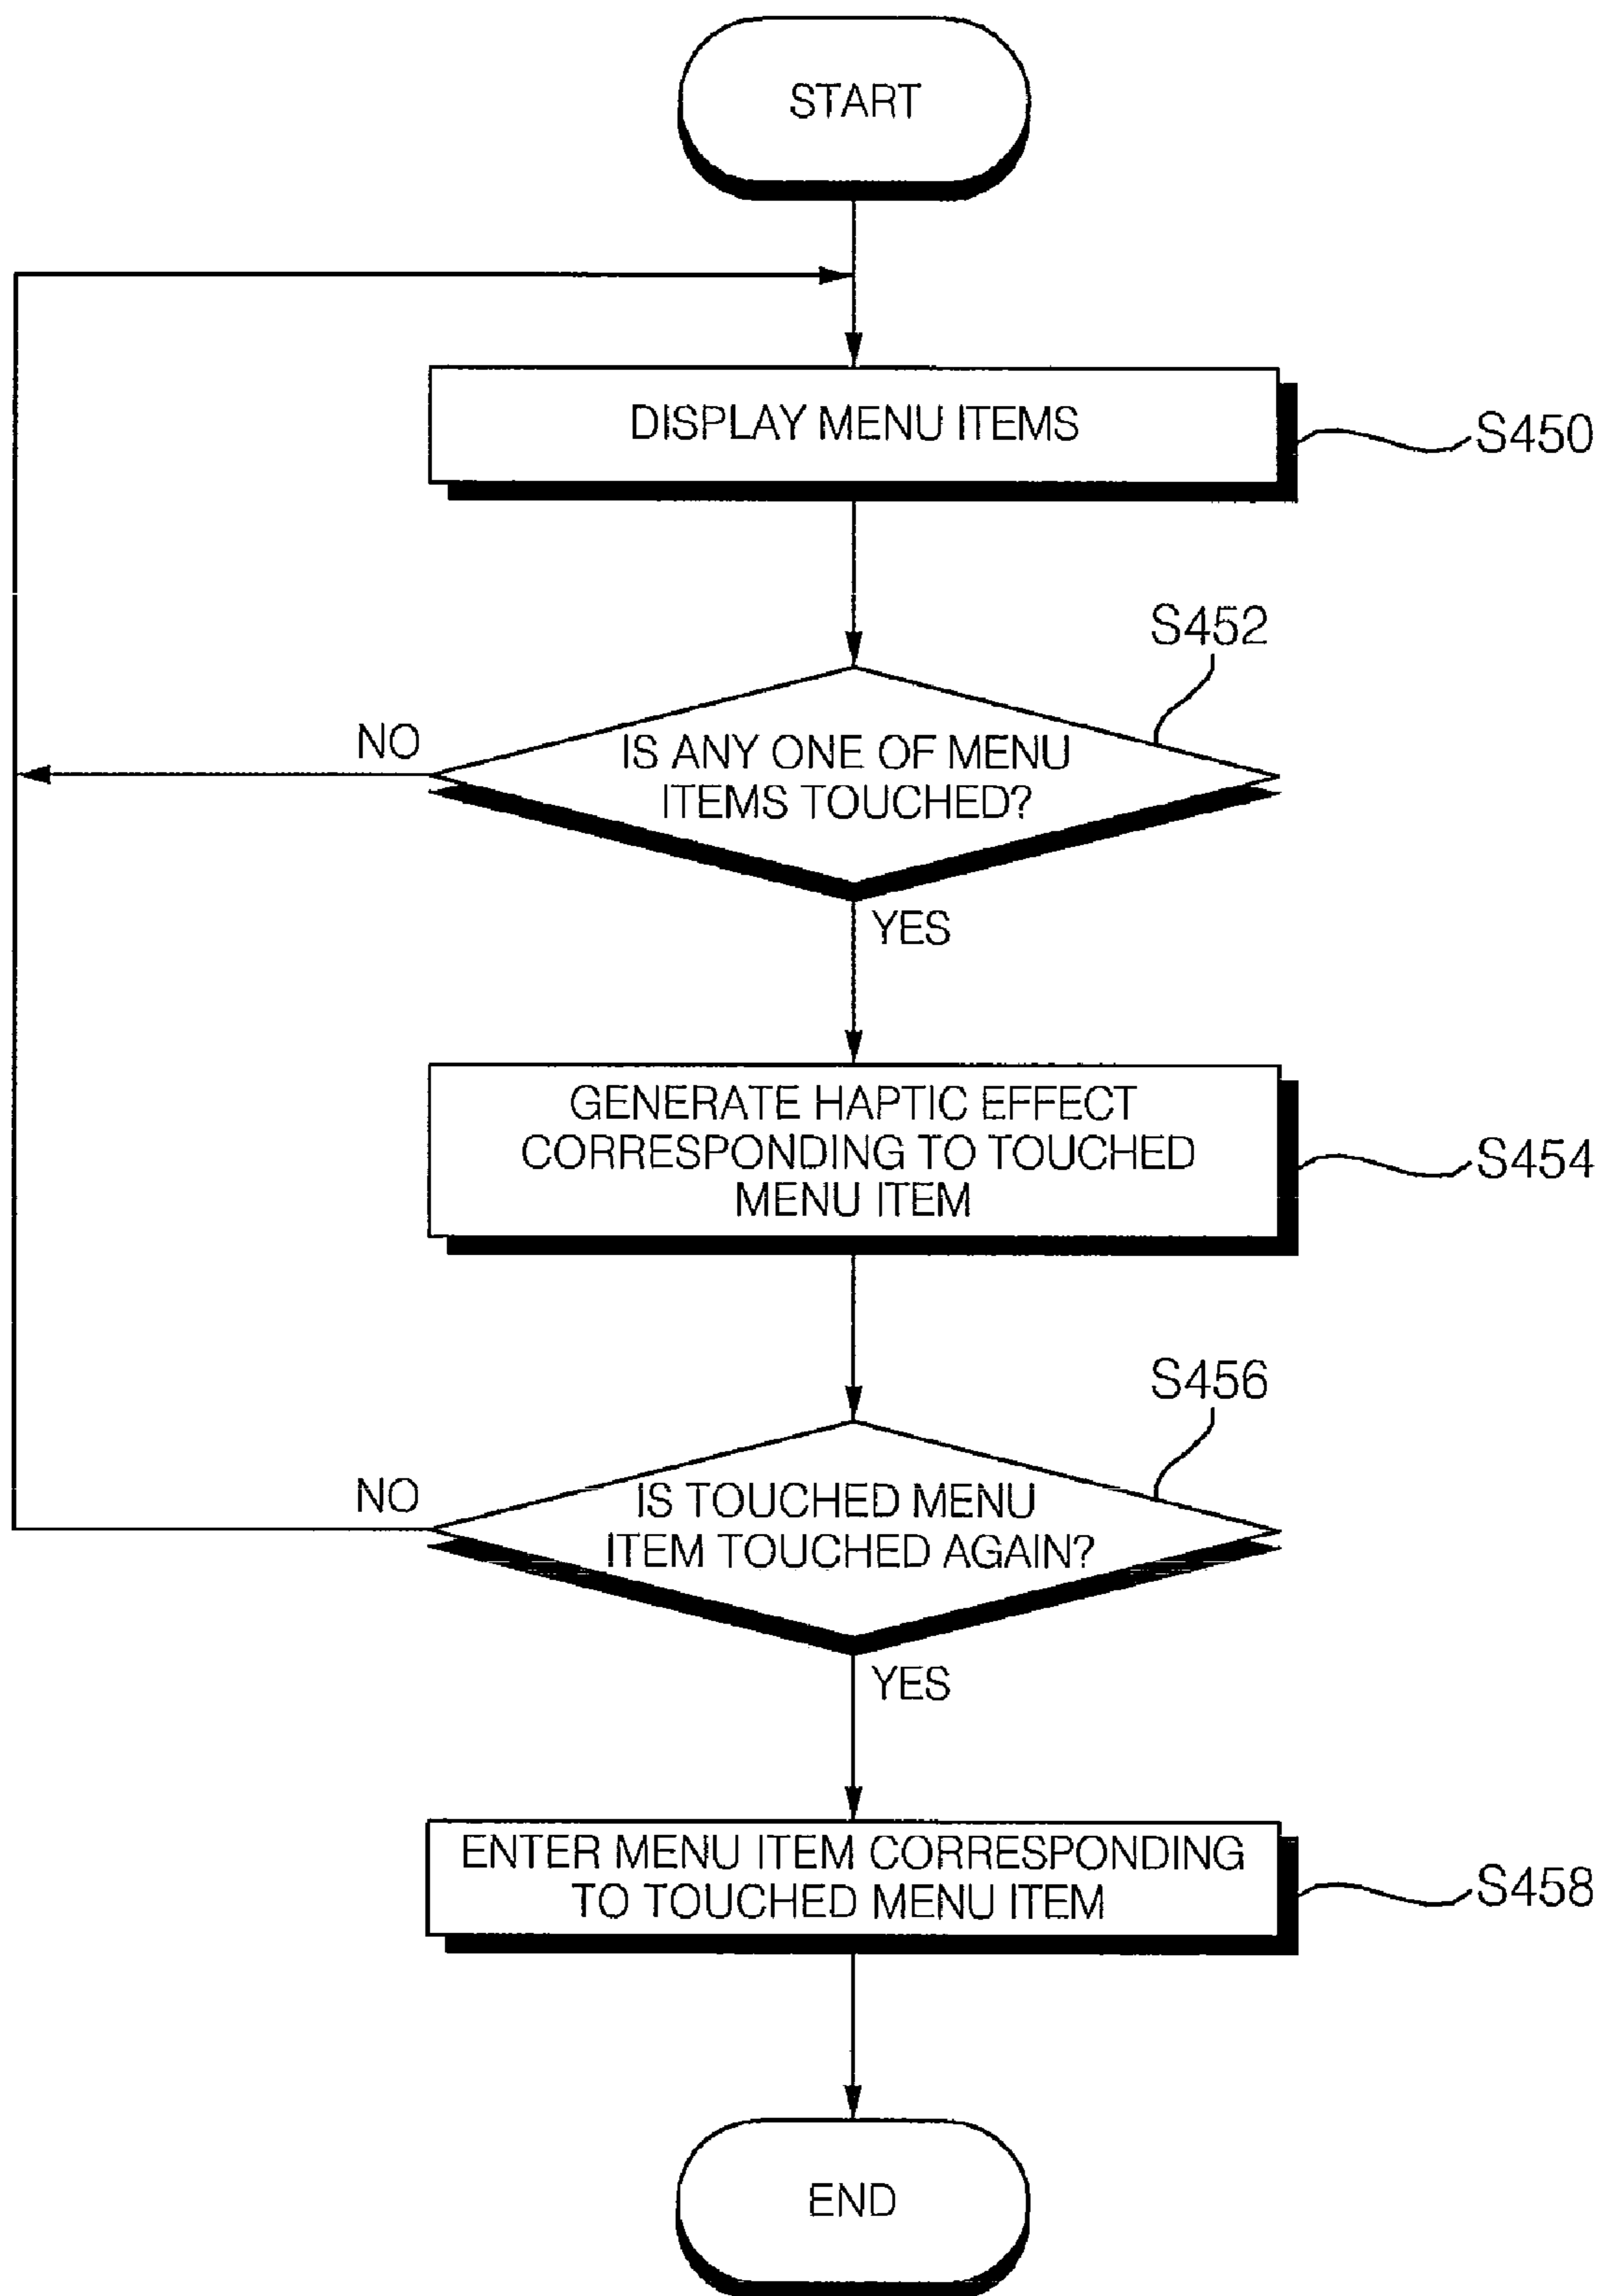 START
DISPLAY MENU ITEMS
S450
S452
NO
IS ANY ONE OF MENU
ITEMS TOUCHED?
YES
GENERATE HAPTIC EFFECT
CORRESPONDING TO TOUCHED
MENU ITEM
S454
S456
NO
IS TOUCHED MENU
ITEM TOUCHED AGAIN?
YES
ENTER MENU ITEM CORRESPONDING
TO TOUCHED MENU ITEM
S458
END